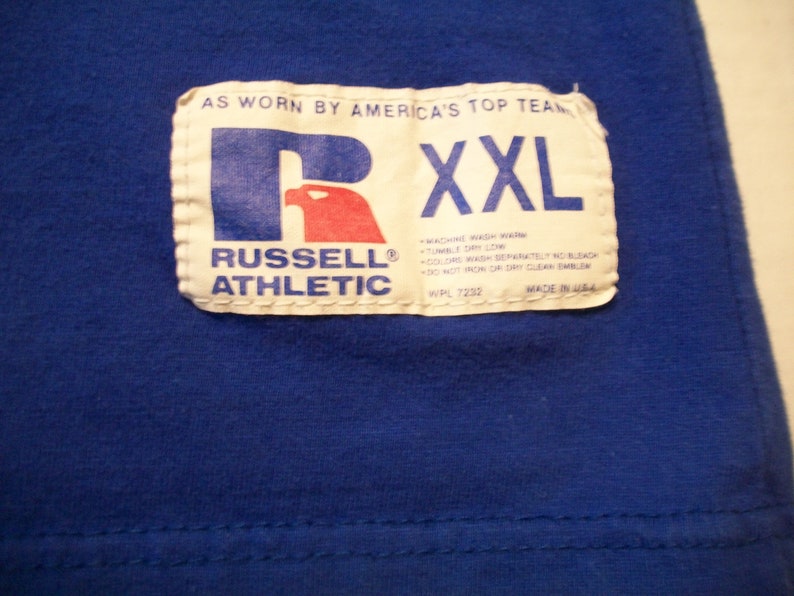 AS WORN BY AMERICA'S TOP TEAMS
R
XXL
RUSSELL®
ATHLETIC
• MACHINE WASH WARM
• TUMBLE DRY LOW
• COLORS WASH SEPARATELY NO BLEACH
• DO NOT IRON OR DRY CLEAN EMBLEM
WPL 7232 MADE IN U.S.A.